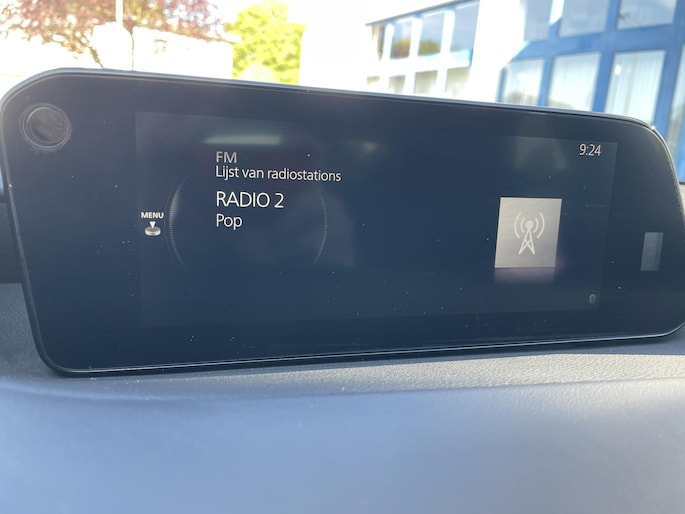 FM
Lijst van radiostations
9:24
RADIO 2
Pop
MENU